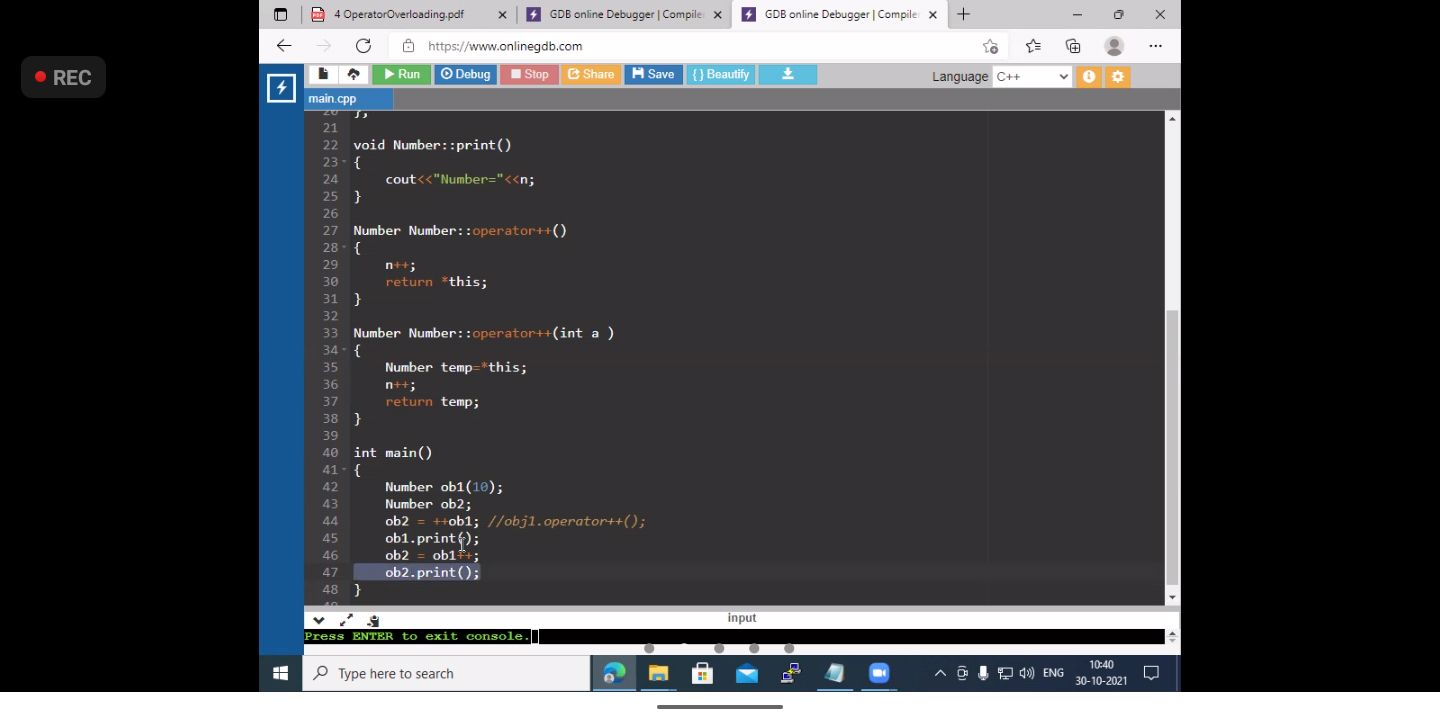 REC
4 OperatorOverloading.pdf
GDB online Debugger | Compile
GDB online Debugger | Compile
https://www.onlinegdb.com
Run Debug Stop Share Save {} Beautify Language C++
main.cpp
20 };
21
22 void Number::print()
23 {
24 cout<<"Number="<<n;
25 }
26
27 Number Number::operator++()
28 {
29 n++;
30 return *this;
31 }
32
33 Number Number::operator++(int a )
34 {
35 Number temp=*this;
36 n++;
37 return temp;
38 }
39
40 int main()
41 {
42 Number ob1(10);
43 Number ob2;
44 ob2 = ++ob1; //obj1.operator++();
45 ob1.print();
46 ob2 = ob1++;
47 ob2.print();
48 }
49
input
Press ENTER to exit console.
Type here to search
ENG
10:40
30-10-2021